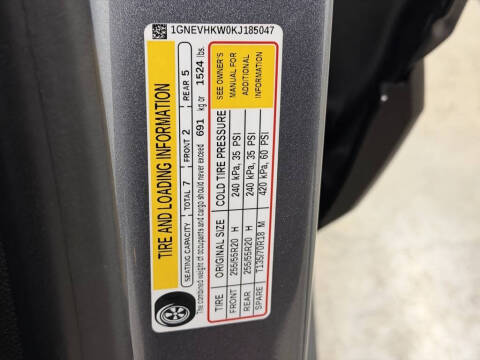 1GNEVHKW0KJ185047
TIRE AND LOADING INFORMATION
SEATING CAPACITY TOTAL 7 FRONT 2 REAR 5
The combined weight of occupants and cargo should never exceed 691 kg or 1524 lbs.
TIRE ORIGINAL SIZE COLD TIRE PRESSURE
FRONT 255/55R20 H 240 kPa, 35 PSI
REAR 255/55R20 H 240 kPa, 35 PSI
SPARE T135/70R18 M 420 kPa, 60 PSI
SEE OWNER'S
MANUAL FOR
ADDITIONAL
INFORMATION